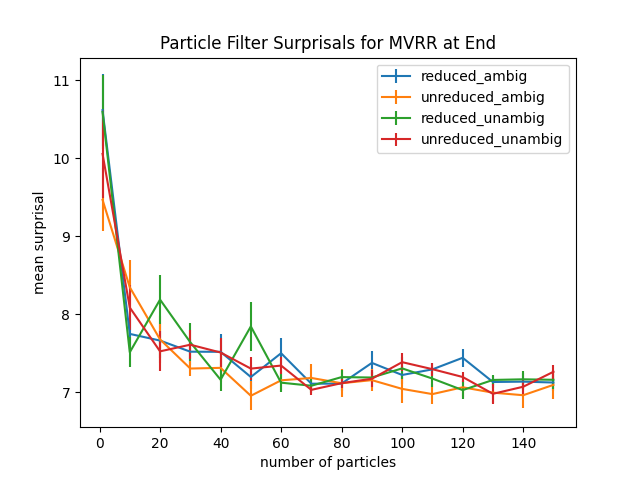 Particle Filter Surprisals for MVRR at End
reduced_ambig
unreduced_ambig
reduced_unambig
unreduced_unambig
mean surprisal
11
10
9
8
7
0 20 40 60 80 100 120 140
number of particles